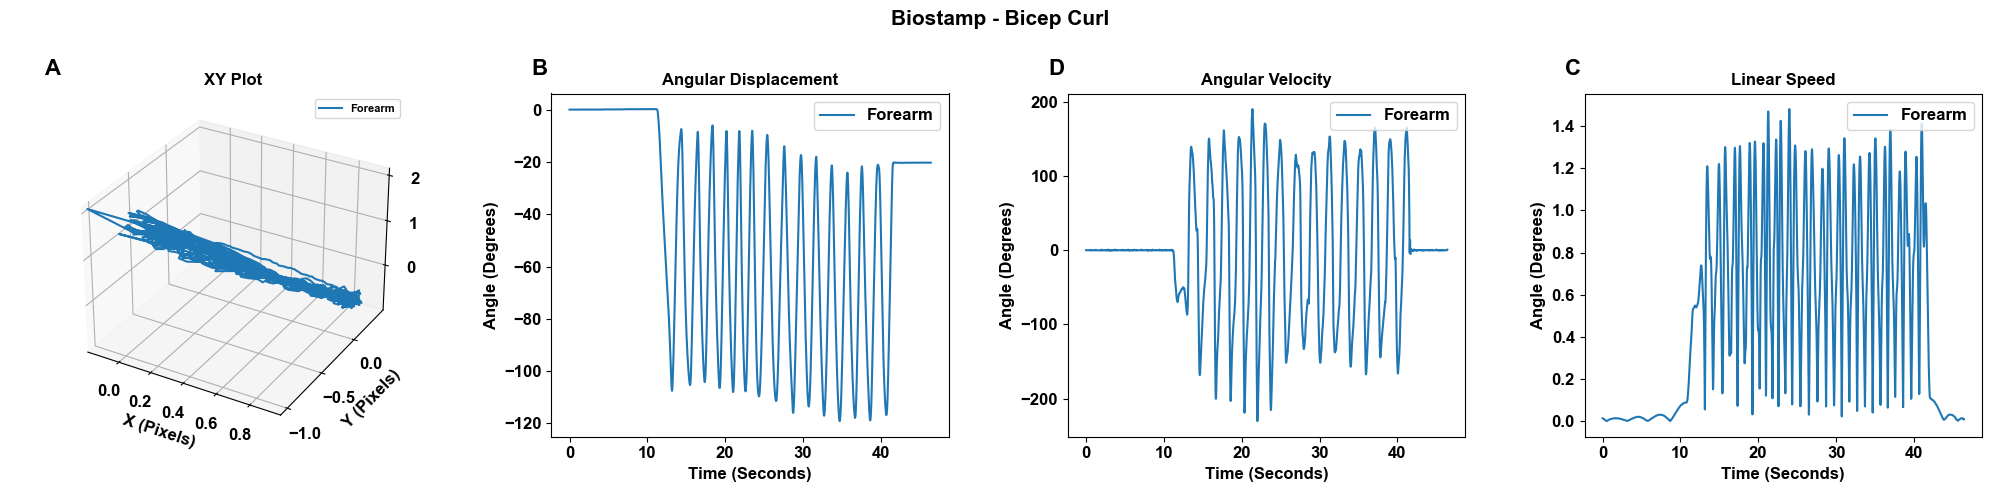 Biostamp - Bicep Curl
A
XY Plot
Forearm
2
1
0
0.0
0.2
0.4
0.6
0.8
X (Pixels)
0.0
−0.5
−1.0
Y (Pixels)
B
Angular Displacement
Forearm
0
−20
−40
−60
−80
−100
−120
Angle (Degrees)
0
10
20
30
40
Time (Seconds)
D
Angular Velocity
Forearm
200
100
0
−100
−200
Angle (Degrees)
0
10
20
30
40
Time (Seconds)
C
Linear Speed
Forearm
1.4
1.2
1.0
0.8
0.6
0.4
0.2
0.0
Angle (Degrees)
0
10
20
30
40
Time (Seconds)